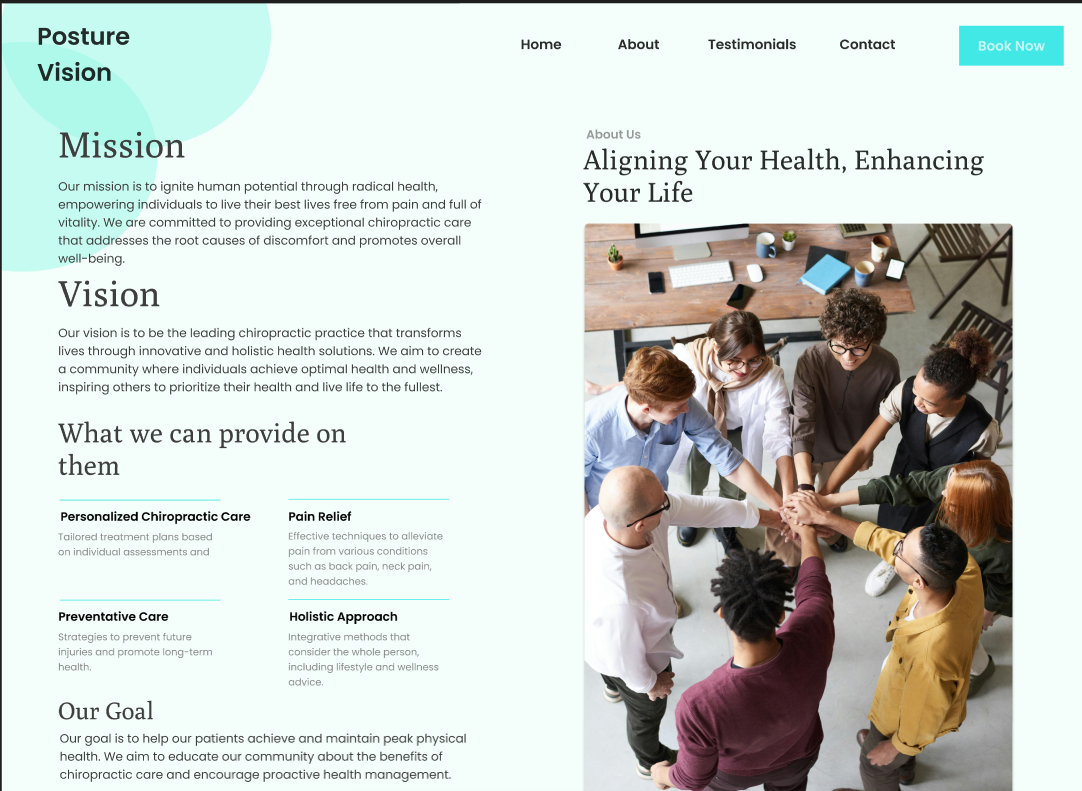 Posture
Vision
Home
About
Testimonials
Contact
Book Now
Mission
Our mission is to ignite human potential through radical health,
empowering individuals to live their best lives free from pain and full of
vitality. We are committed to providing exceptional chiropractic care
that addresses the root causes of discomfort and promotes overall
well-being.
Vision
Our vision is to be the leading chiropractic practice that transforms
lives through innovative and holistic health solutions. We aim to create
a community where individuals achieve optimal health and wellness,
inspiring others to prioritize their health and live life to the fullest.
What we can provide on
them
Personalized Chiropractic Care
Tailored treatment plans based
on individual assessments and
Pain Relief
Effective techniques to alleviate
pain from various conditions
such as back pain, neck pain,
and headaches.
Preventative Care
Strategies to prevent future
injuries and promote long-term
health.
Holistic Approach
Integrative methods that
consider the whole person,
including lifestyle and wellness
advice.
Our Goal
Our goal is to help our patients achieve and maintain peak physical
health. We aim to educate our community about the benefits of
chiropractic care and encourage proactive health management.
About Us
Aligning Your Health, Enhancing
Your Life